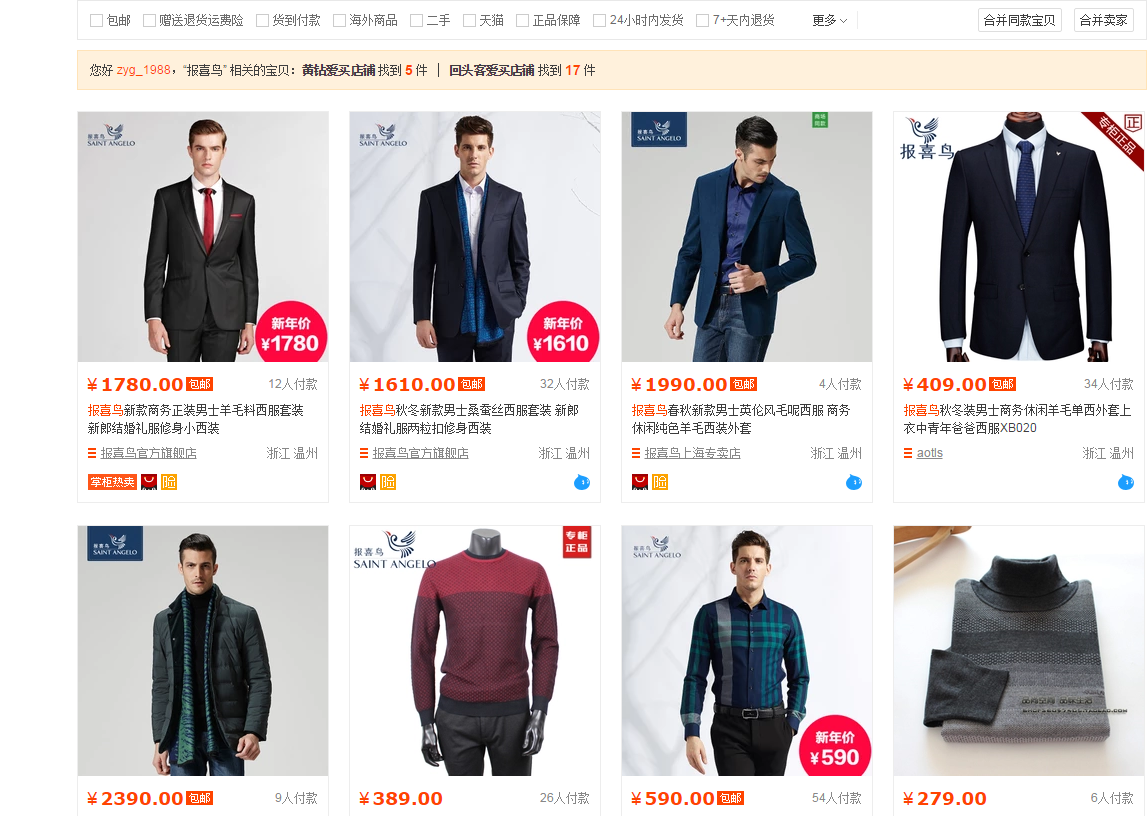 包邮 赠送退货运费险 货到付款 海外商品 二手 天猫 正品保障 24小时内发货 7+天内退货 更多 合并同款宝贝 合并卖家
您好 zyg_1988，“报喜鸟” 相关的宝贝：黄钻爱买店铺 找到 5 件 | 回头客爱买店铺 找到 17 件
报喜鸟
SAINT ANGELO
新年价
¥1780
报喜鸟
SAINT ANGELO
新年价
¥1610
报喜鸟
SAINT ANGELO
商场
同款
报喜鸟
正
专柜正品
¥1780.00 包邮 12人付款
报喜鸟新款商务正装男士羊毛料西服套装
新郎结婚礼服修身小西装
报喜鸟官方旗舰店 浙江 温州
掌柜热卖
¥1610.00 包邮 32人付款
报喜鸟秋冬新款男士桑蚕丝西服套装 新郎
结婚礼服两粒扣修身西装
报喜鸟官方旗舰店 浙江 温州
¥1990.00 包邮 4人付款
报喜鸟春秋新款男士英伦风毛呢西服 商务
休闲纯色羊毛西装外套
报喜鸟上海专卖店 浙江 温州
¥409.00 包邮 34人付款
报喜鸟秋冬装男士商务休闲羊毛单西外套上
衣中青年爸爸西服XB020
aotls 浙江 温州
报喜鸟
SAINT ANGELO
报喜鸟
SAINT ANGELO
专柜
正品
报喜鸟
SAINT ANGELO
新年价
¥590
¥2390.00 包邮 9人付款
¥389.00 26人付款
¥590.00 包邮 54人付款
¥279.00 6人付款